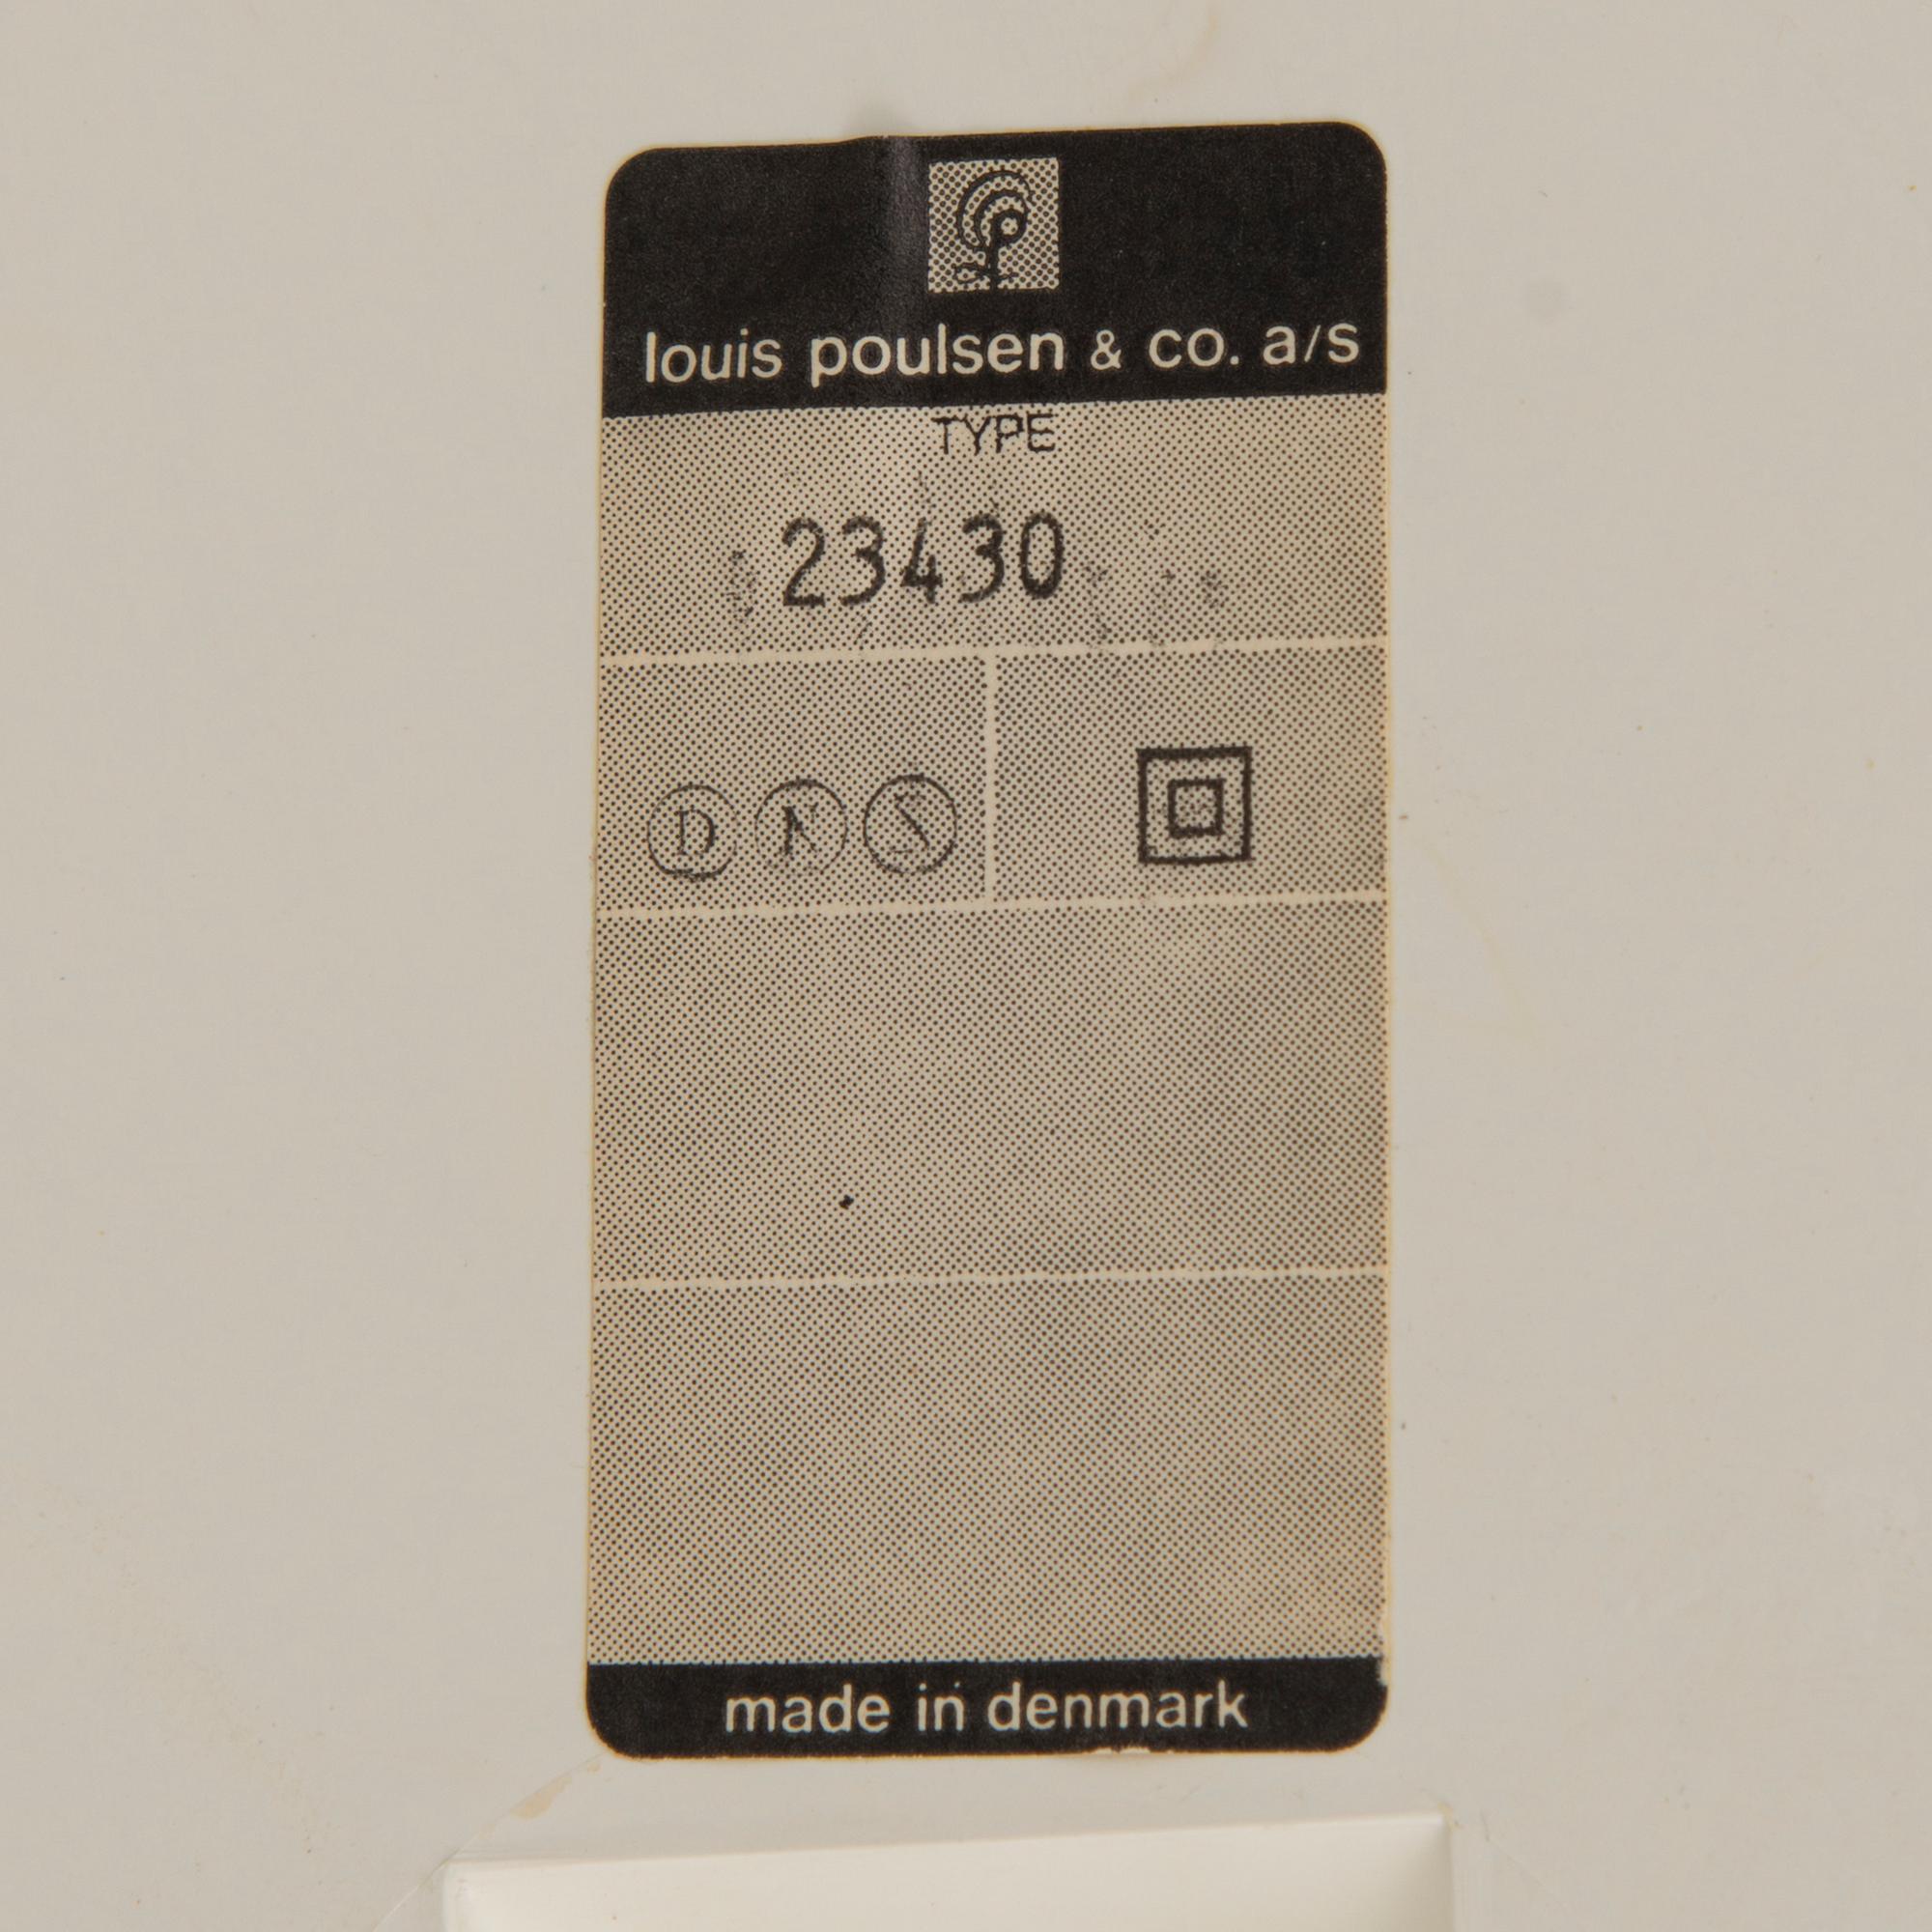 louis poulsen & co. a/s
TYPE
23430
D N S
made in denmark